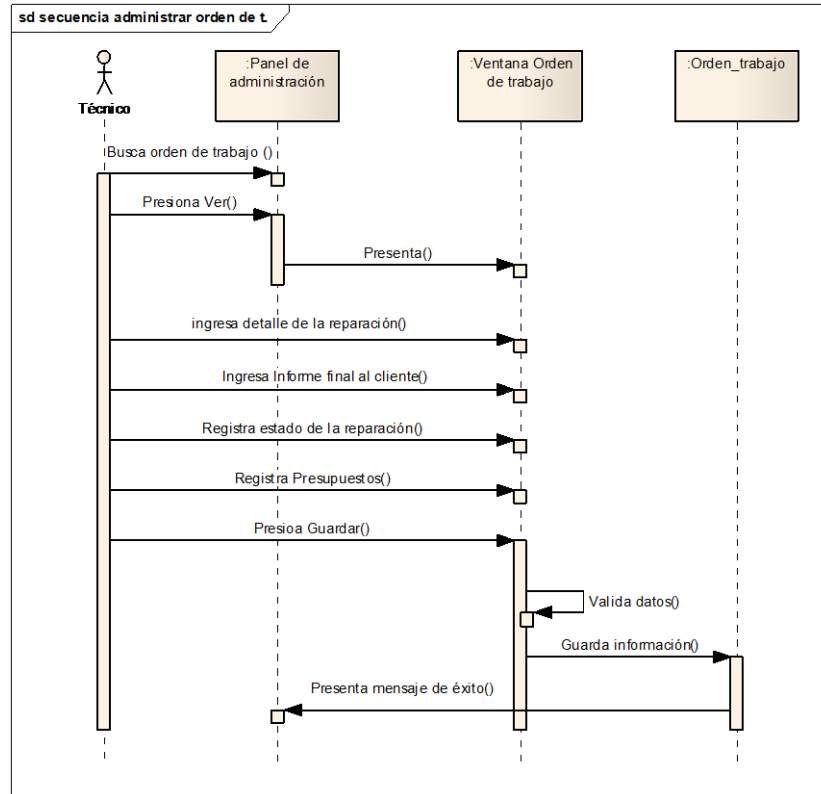 sd secuencia administrar orden de t.
:Panel de
administración
:Ventana Orden
de trabajo
:Orden_trabajo
Técnico
Busca orden de trabajo ()
Presiona Ver()
Presenta()
ingresa detalle de la reparación()
Ingresa Informe final al cliente()
Registra estado de la reparación()
Registra Presupuestos()
Presioa Guardar()
Valida datos()
Guarda información()
Presenta mensaje de éxito()